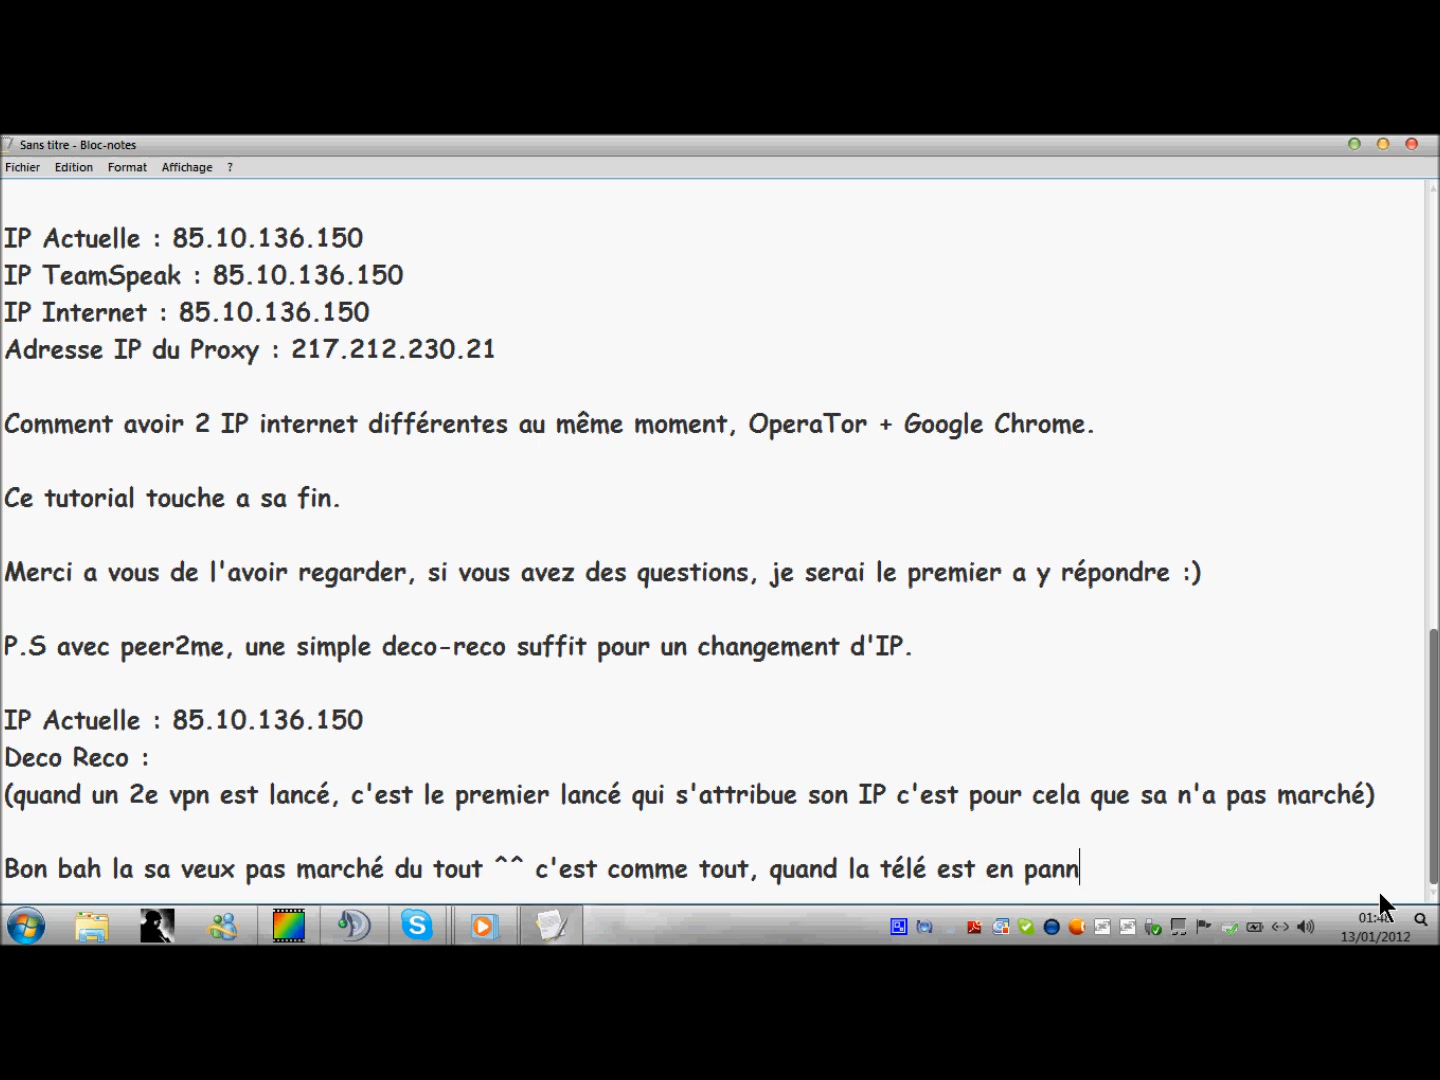 Sans titre - Bloc-notes
Fichier Edition Format Affichage ?
IP Actuelle : 85.10.136.150
IP TeamSpeak : 85.10.136.150
IP Internet : 85.10.136.150
Adresse IP du Proxy : 217.212.230.21
Comment avoir 2 IP internet différentes au même moment, OperaTor + Google Chrome.
Ce tutorial touche a sa fin.
Merci a vous de l'avoir regarder, si vous avez des questions, je serai le premier a y répondre :)
P.S avec peer2me, une simple deco-reco suffit pour un changement d'IP.
IP Actuelle : 85.10.136.150
Deco Reco :
(quand un 2e vpn est lancé, c'est le premier lancé qui s'attribue son IP c'est pour cela que sa n'a pas marché)
Bon bah la sa veux pas marché du tout ^^ c'est comme tout, quand la télé est en pann
13/01/2012